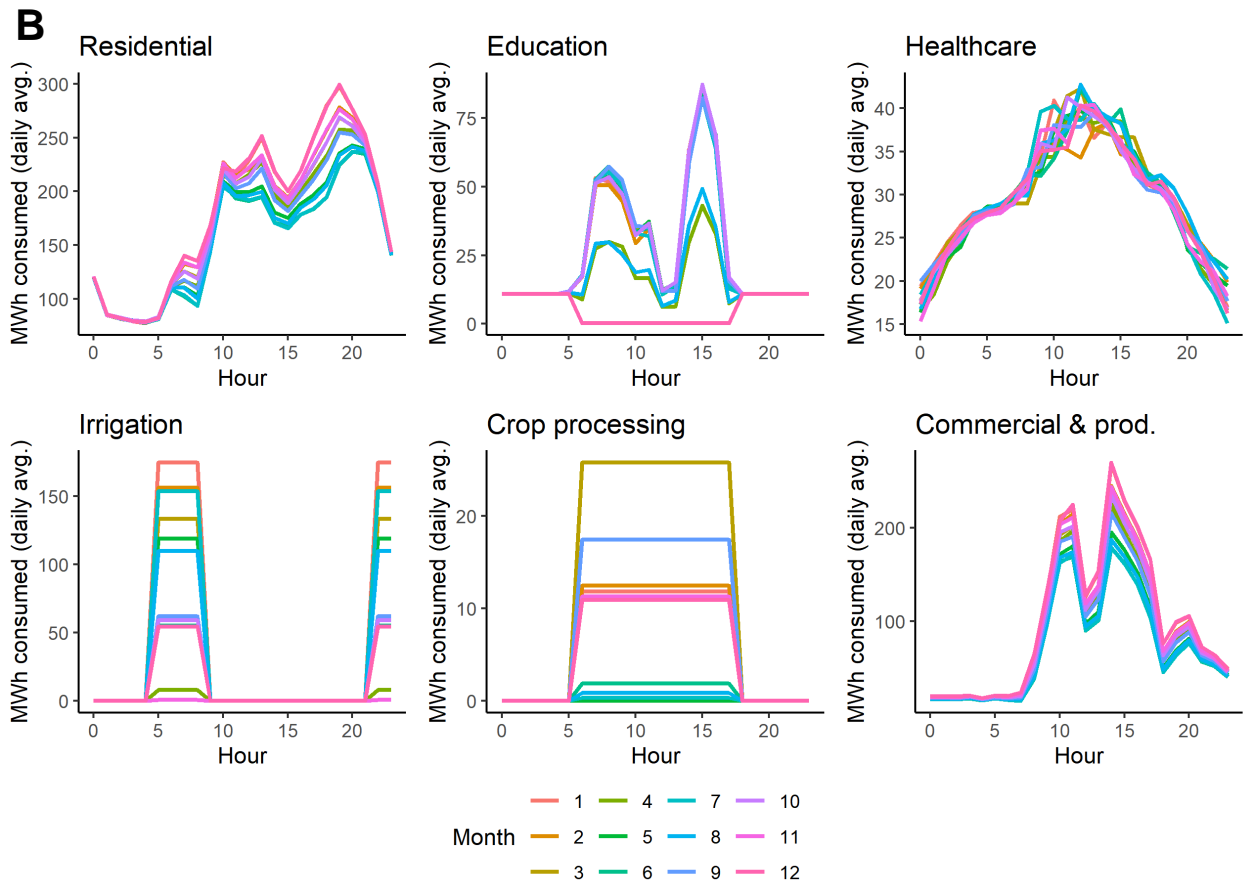 B
Residential
MWh consumed (daily avg.)
300
250
200
150
100
0 5 10 15 20
Hour
Education
MWh consumed (daily avg.)
75
50
25
0
0 5 10 15 20
Hour
Healthcare
MWh consumed (daily avg.)
40
35
30
25
20
15
0 5 10 15 20
Hour
Irrigation
MWh consumed (daily avg.)
150
100
50
0
0 5 10 15 20
Hour
Crop processing
MWh consumed (daily avg.)
20
10
0
0 5 10 15 20
Hour
Commercial & prod.
MWh consumed (daily avg.)
200
100
0 5 10 15 20
Hour
Month
1 4 7 10
2 5 8 11
3 6 9 12